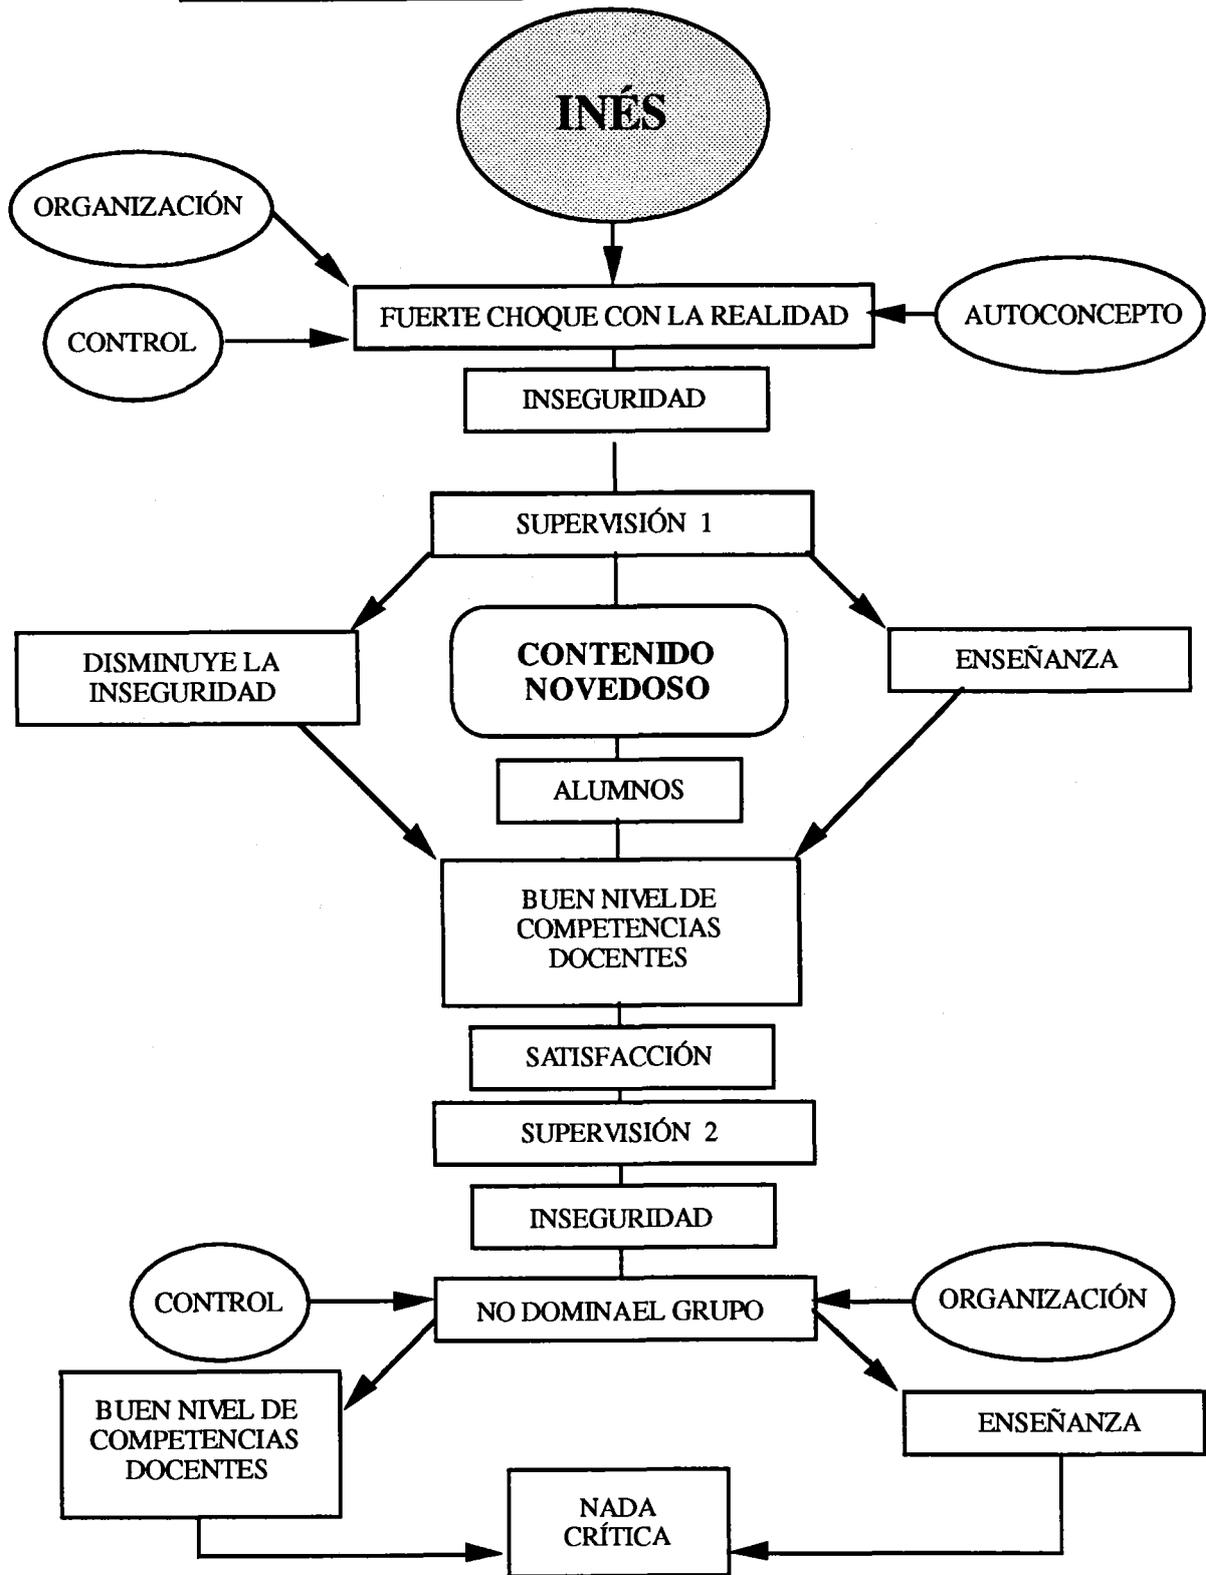 INÉS
ORGANIZACIÓN
FUERTE CHOQUE CON LA REALIDAD
AUTOCONCEPTO
CONTROL
INSEGURIDAD
SUPERVISIÓN 1
DISMINUYE LA
INSEGURIDAD
CONTENIDO
NOVEDOSO
ENSEÑANZA
ALUMNOS
BUEN NIVEL DE
COMPETENCIAS
DOCENTES
SATISFACCIÓN
SUPERVISIÓN 2
INSEGURIDAD
CONTROL
NO DOMINAEL GRUPO
ORGANIZACIÓN
BUEN NIVEL DE
COMPETENCIAS
DOCENTES
ENSEÑANZA
NADA
CRÍTICA